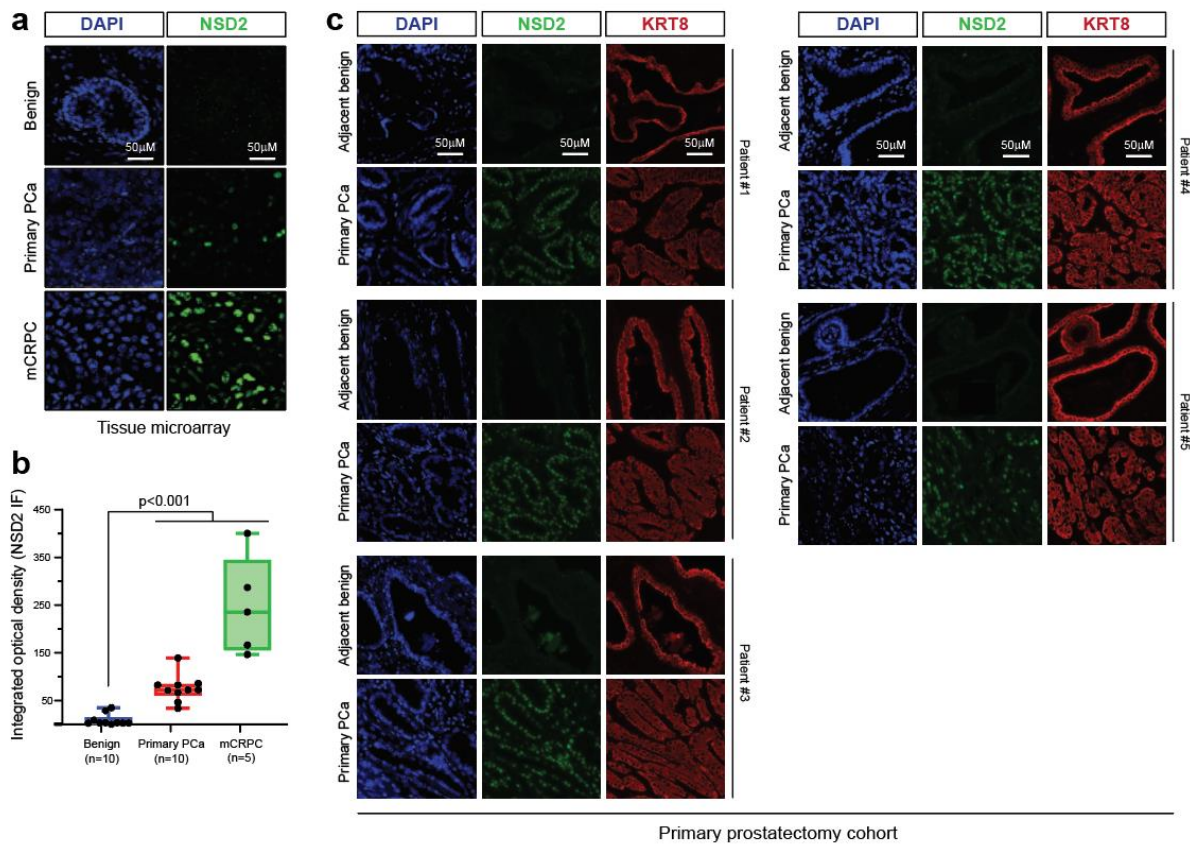 a
DAPI NSD2
Benign
50µM 50µM
Primary PCa
mCRPC
Tissue microarray
b
p<0.001
Integrated optical density (NSD2 IF)
450
350
250
150
50
Benign Primary PCa mCRPC
(n=10) (n=10) (n=5)
c
DAPI NSD2 KRT8
Adjacent benign
50µM 50µM 50µM
Primary PCa
Patient #1
Adjacent benign
Primary PCa
Patient #2
Adjacent benign
Primary PCa
Patient #3
DAPI NSD2 KRT8
Adjacent benign
50µM 50µM 50µM
Primary PCa
Patient #4
Adjacent benign
Primary PCa
Patient #5
Primary prostatectomy cohort